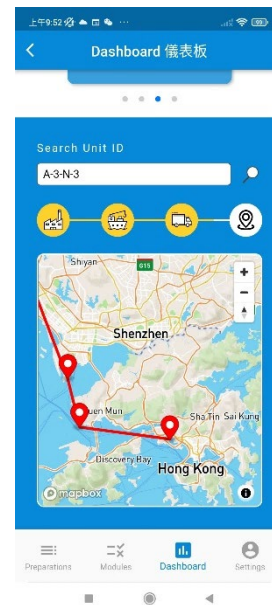 上午9:52
Dashboard 儀表板
Search Unit ID
A-3-N-3
Shiyan
G15
Shenzhen
uen Mun
Sha Tin
Sai Kung
Discovery Bay
Hong Kong
mapbox
Preparations
Modules
Dashboard
Settings